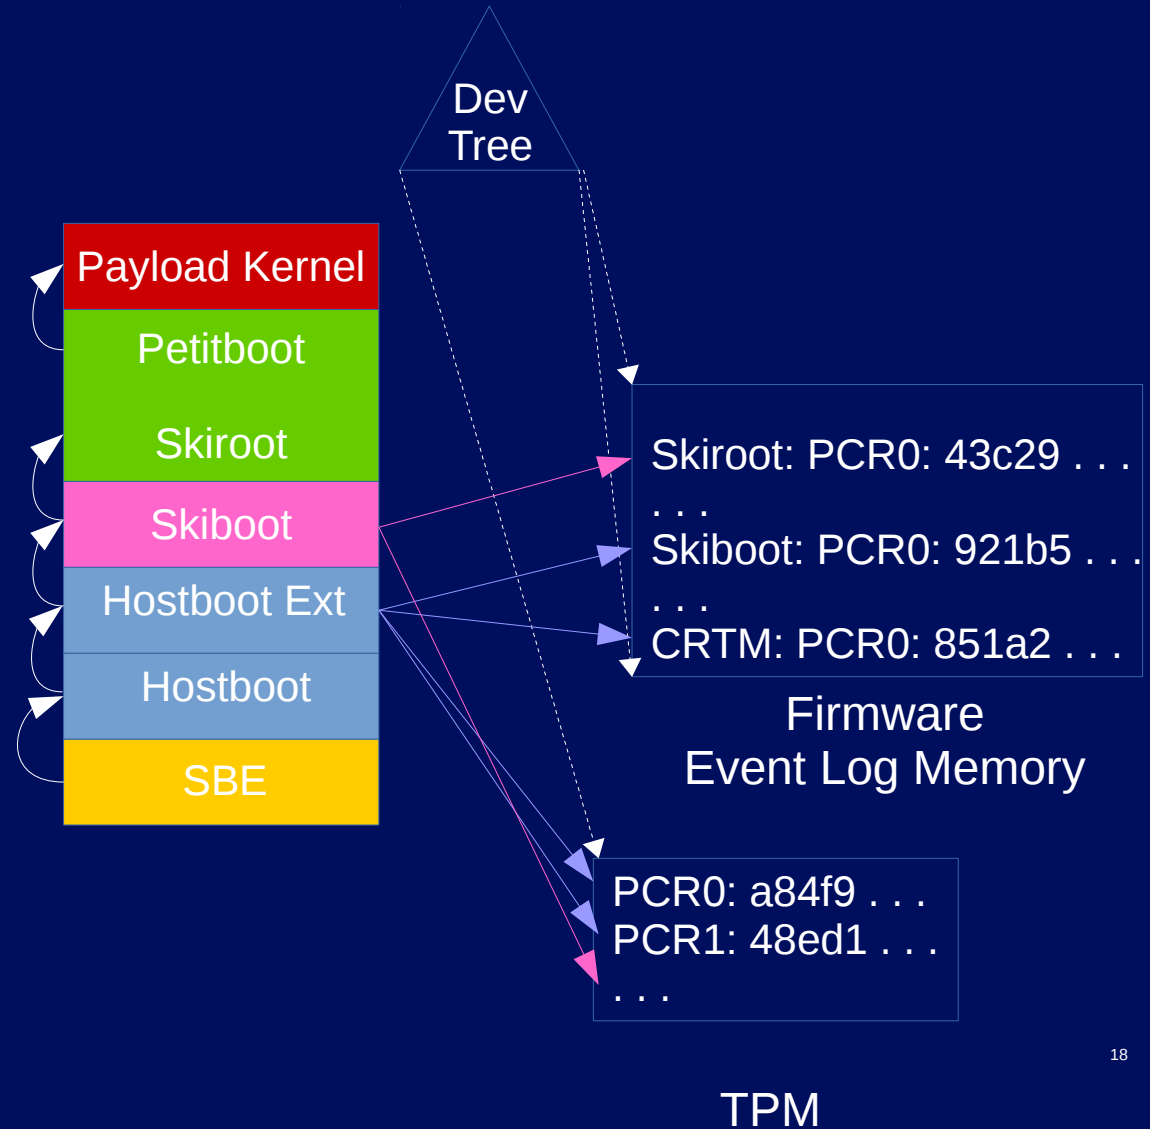 Dev
Tree
Payload Kernel
Petitboot
Skiroot
Skiboot
Hostboot Ext
Hostboot
SBE
Skiroot: PCR0: 43c29 . . .
. . .
Skiboot: PCR0: 921b5 . . .
. . .
CRTM: PCR0: 851a2 . . .
Firmware
Event Log Memory
PCR0: a84f9 . . .
PCR1: 48ed1 . . .
. . .
18
TPM